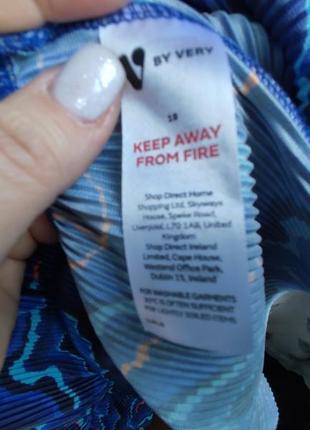 V BY VERY
18
KEEP AWAY
FROM FIRE
Shop Direct Home
Shopping Ltd, Skyways
House, Speke Road,
Liverpool, L70 1AB, United
Kingdom
Shop Direct Ireland
Limited, Cape House,
Westend Office Park,
Dublin 15, Ireland
FOR WASHABLE GARMENTS
30°C IS OFTEN SUFFICIENT
FOR LIGHTLY SOILED ITEMS